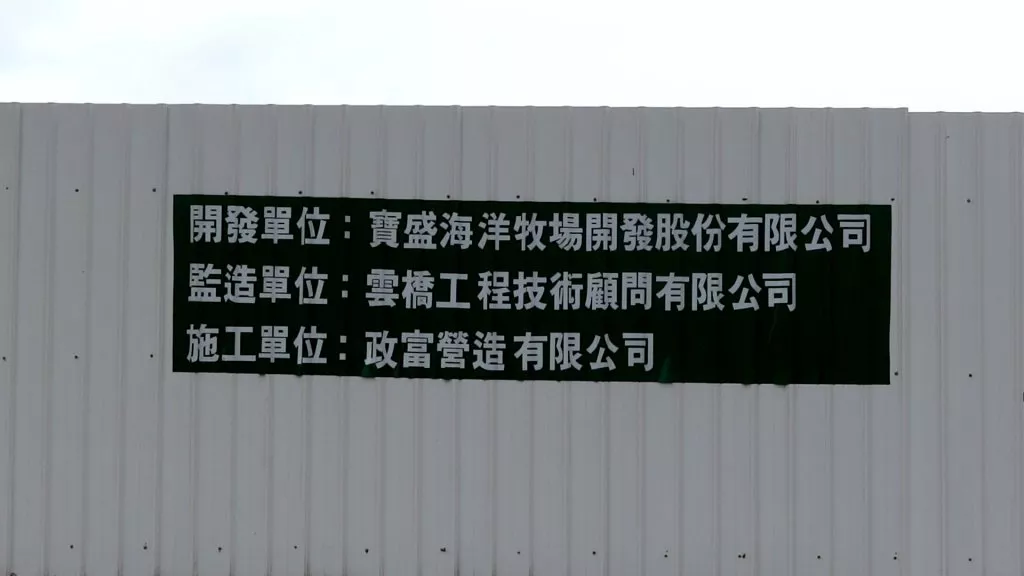 開發單位：寶盛海洋牧場開發股份有限公司
監造單位：雲橋工程技術顧問有限公司
施工單位：政富營造有限公司